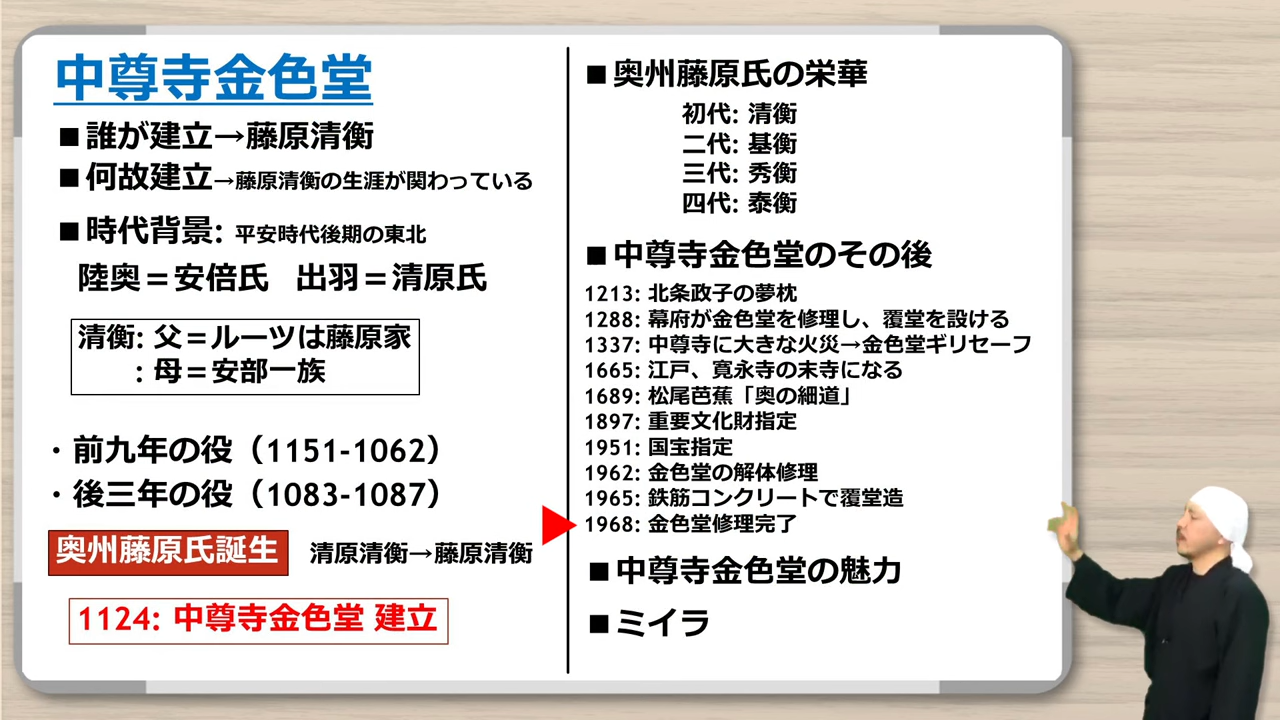 中尊寺金色堂
■誰が建立→藤原清衡
■何故建立→藤原清衡の生涯が関わっている
■時代背景: 平安時代後期の東北
陸奥＝安倍氏 出羽＝清原氏
清衡: 父＝ルーツは藤原家
: 母＝安部一族
・前九年の役（1151-1062）
・後三年の役（1083-1087）
奥州藤原氏誕生 清原清衡→藤原清衡
1124: 中尊寺金色堂 建立
■奥州藤原氏の栄華
初代: 清衡
二代: 基衡
三代: 秀衡
四代: 泰衡
■中尊寺金色堂のその後
1213: 北条政子の夢枕
1288: 幕府が金色堂を修理し、覆堂を設ける
1337: 中尊寺に大きな火災→金色堂ギリセーフ
1665: 江戸、寛永寺の末寺になる
1689: 松尾芭蕉「奥の細道」
1897: 重要文化財指定
1951: 国宝指定
1962: 金色堂の解体修理
1965: 鉄筋コンクリートで覆堂造
1968: 金色堂修理完了
■中尊寺金色堂の魅力
■ミイラ